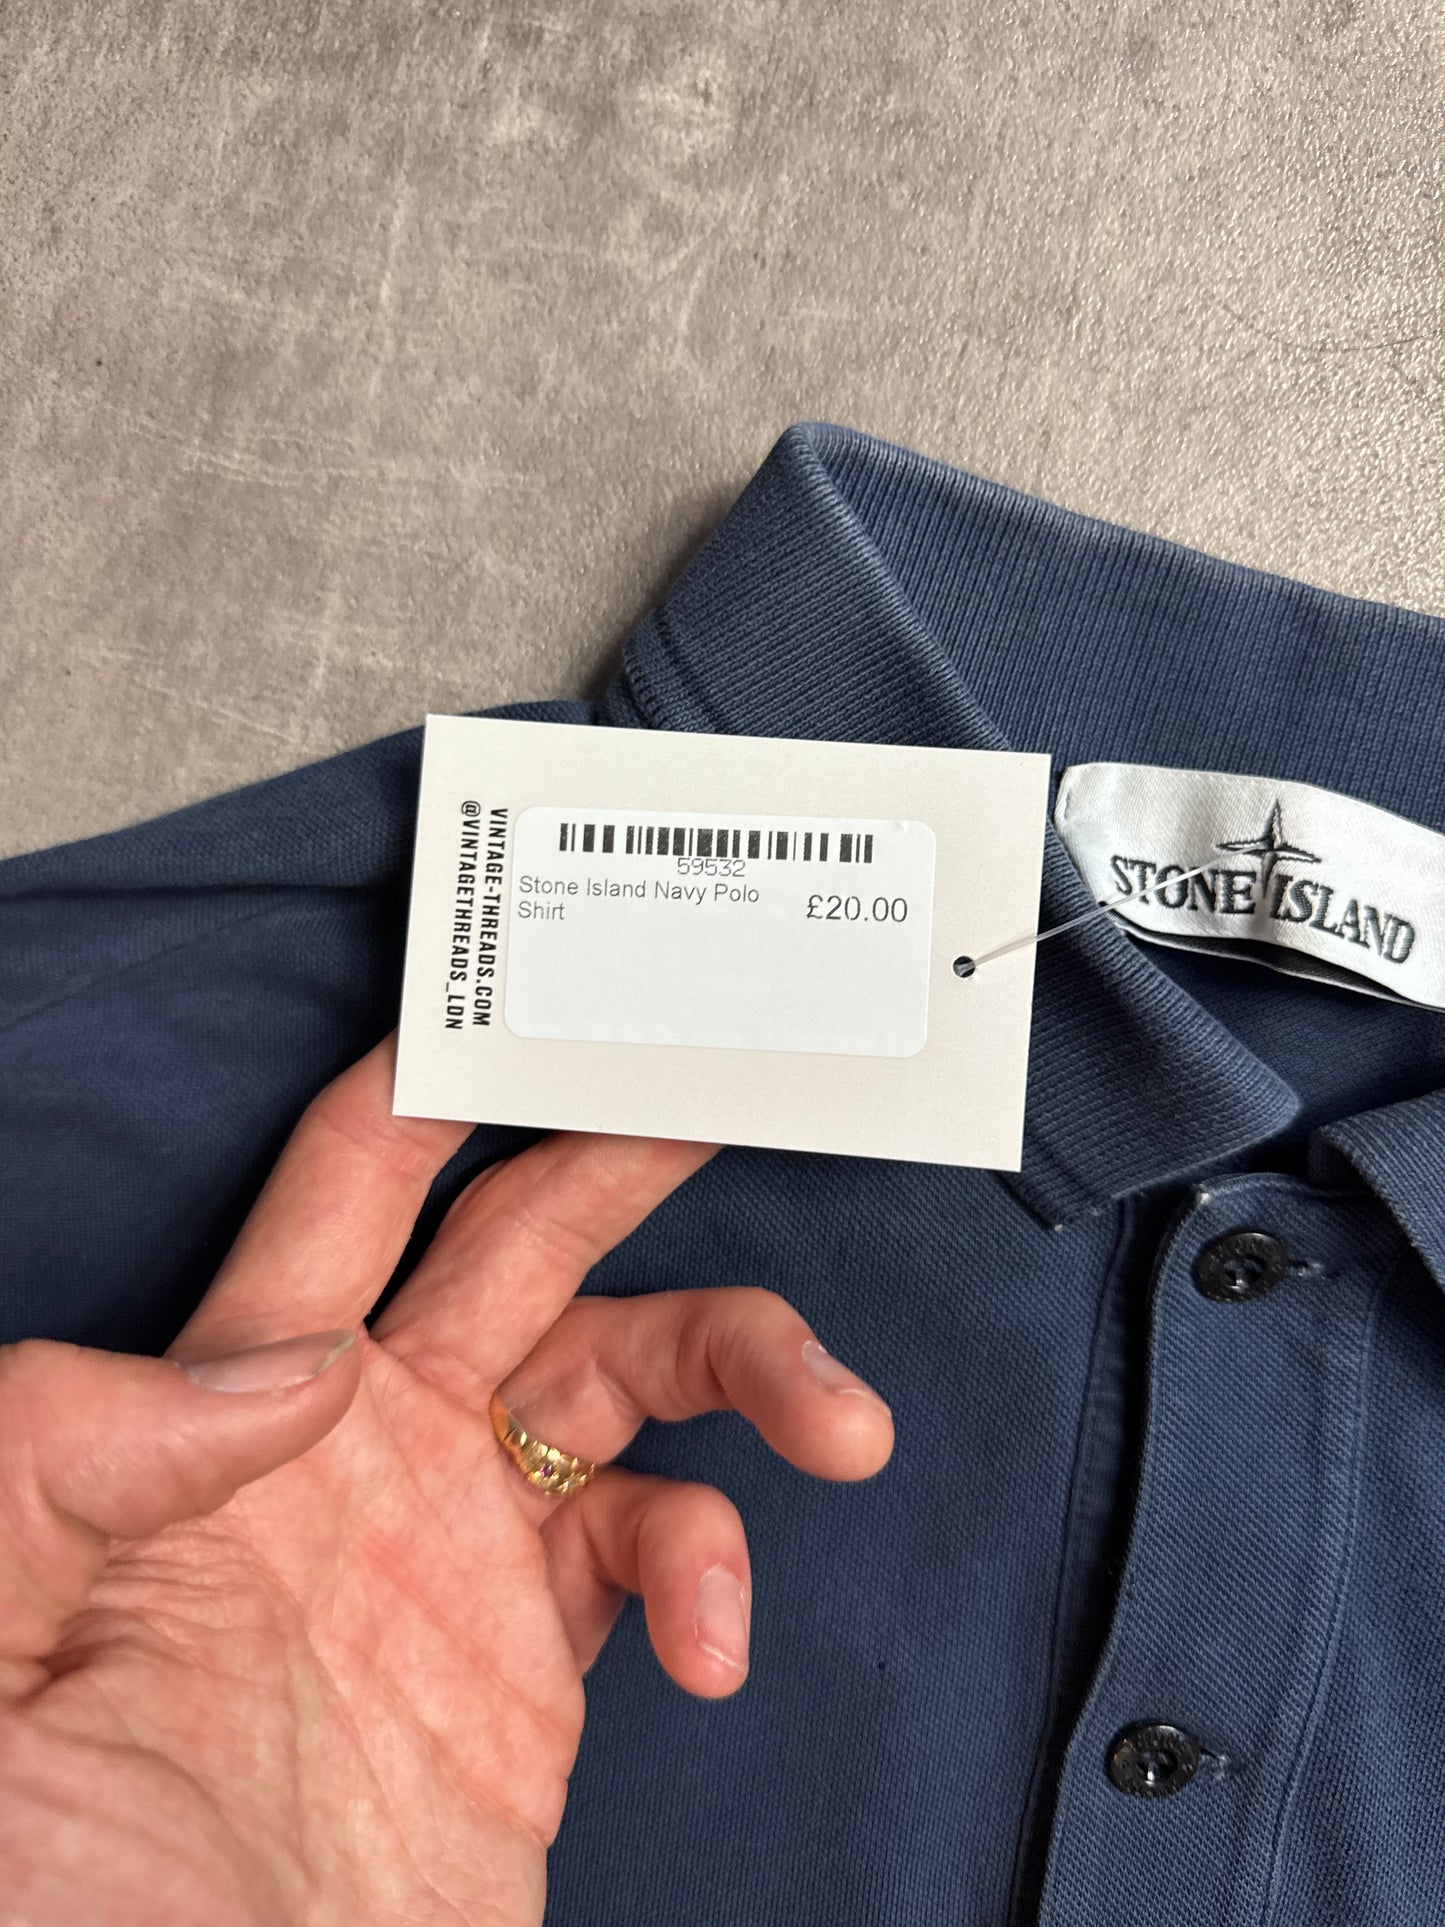 VINTAGE-THREADS.COM
@VINTAGETHREADS_LDN
59532
Stone Island Navy Polo
Shirt
£20.00
STONE ISLAND